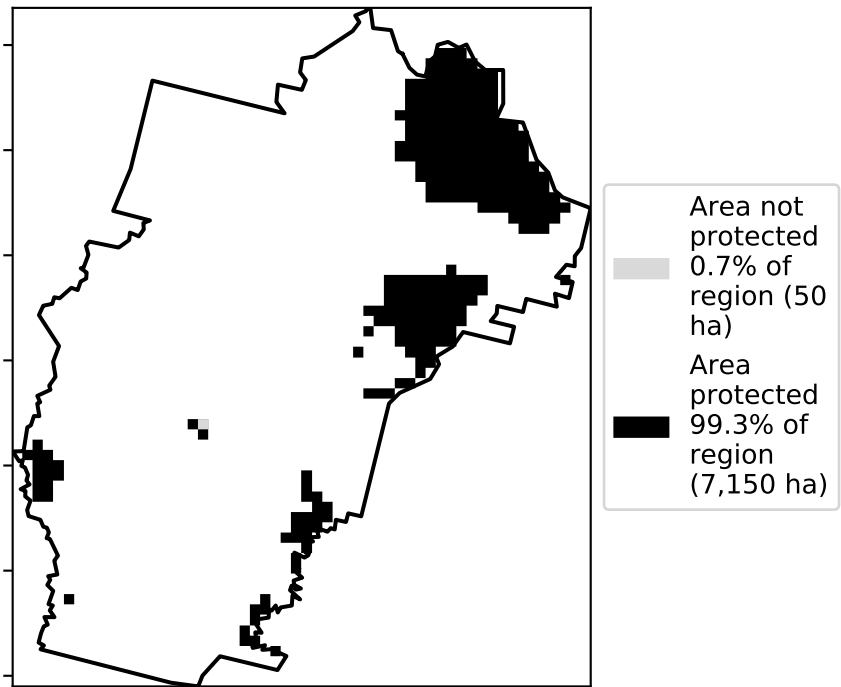 Area not
protected
0.7% of
region (50
ha)
Area
protected
99.3% of
region
(7,150 ha)